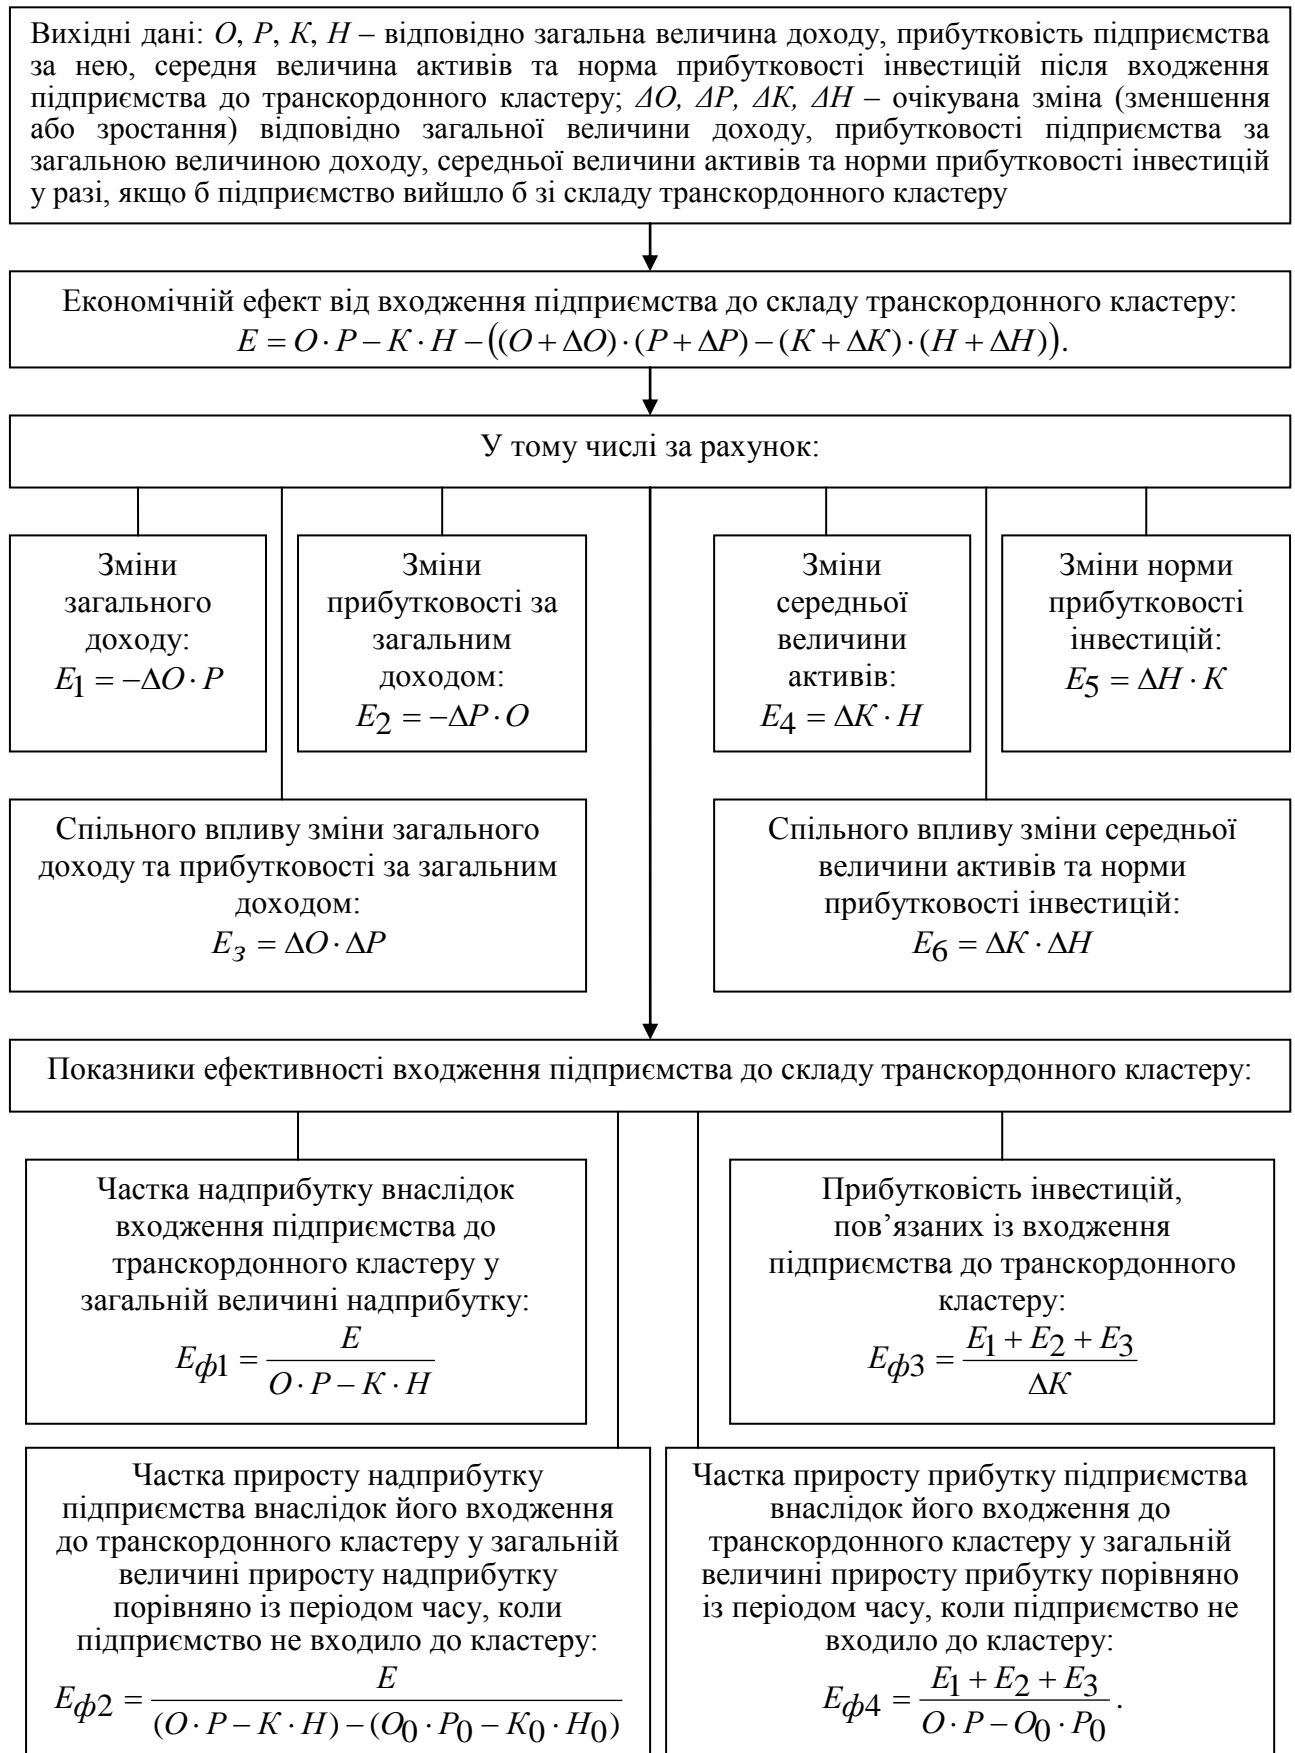 Вихідні дані: О, Р, К, Н – відповідно загальна величина доходу, прибутковість підприємства
за нею, середня величина активів та норма прибутковості інвестицій після входження
підприємства до транскордонного кластеру; ΔО, ΔР, ΔК, ΔН – очікувана зміна (зменшення
або зростання) відповідно загальної величини доходу, прибутковості підприємства за
загальною величиною доходу, середньої величини активів та норми прибутковості інвестицій
у разі, якщо б підприємство вийшло б зі складу транскордонного кластеру
Економічній ефект від входження підприємства до складу транскордонного кластеру:
E = O · P – K · H – ((O + ΔO) · (P + ΔP) – (K + ΔK) · (H + ΔH)).
У тому числі за рахунок:
Зміни
загального
доходу:
E1 = –ΔO · P
Зміни
прибутковості за
загальним
доходом:
E2 = –ΔP · O
Зміни
середньої
величини
активів:
E4 = ΔK · H
Зміни норми
прибутковості
інвестицій:
E5 = ΔH · K
Спільного впливу зміни загального
доходу та прибутковості за загальним
доходом:
Eз = ΔO · ΔP
Спільного впливу зміни середньої
величини активів та норми
прибутковості інвестицій:
E6 = ΔK · ΔH
Показники ефективності входження підприємства до складу транскордонного кластеру:
Частка надприбутку внаслідок
входження підприємства до
транскордонного кластеру у
загальній величині надприбутку:
Eф1 = E / (O · P – K · H)
Прибутковість інвестицій,
пов’язаних із входження
підприємства до транскордонного
кластеру:
Eф3 = (E1 + E2 + E3) / ΔK
Частка приросту надприбутку
підприємства внаслідок його входження
до транскордонного кластеру у загальній
величині приросту надприбутку
порівняно із періодом часу, коли
підприємство не входило до кластеру:
Eф2 = E / ((O · P – K · H) – (O0 · P0 – K0 · H0))
Частка приросту прибутку підприємства
внаслідок його входження до
транскордонного кластеру у загальній
величині приросту прибутку порівняно
із періодом часу, коли підприємство не
входило до кластеру:
Eф4 = (E1 + E2 + E3) / (O · P – O0 · P0) .